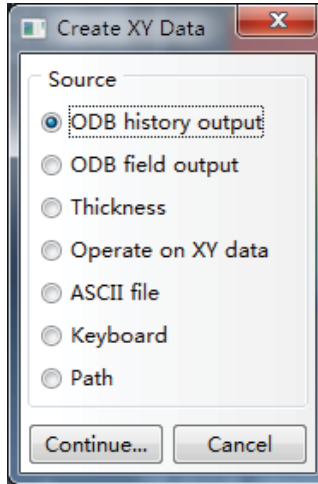 Create XY Data
Source
ODB history output
ODB field output
Thickness
Operate on XY data
ASCII file
Keyboard
Path
Continue... Cancel